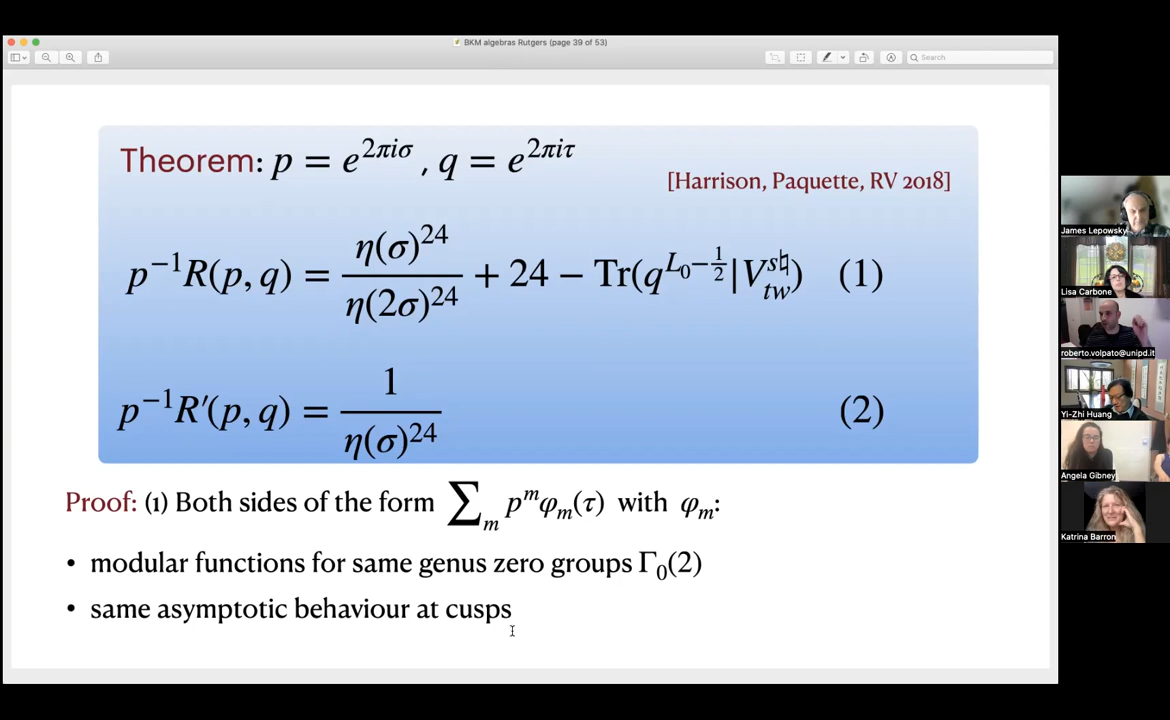 BKM algebras Rutgers (page 39 of 53)
Search
Theorem: p = e^{2πiσ} , q = e^{2πiτ}
[Harrison, Paquette, RV 2018]
p^{-1}R(p, q) = η(σ)^{24} / η(2σ)^{24} + 24 − Tr(q^{L_0 − 1/2} | V^{s♮}_{tw}) (1)
p^{-1}R′(p, q) = 1 / η(σ)^{24} (2)
Proof: (1) Both sides of the form ∑_m p^m φ_m(τ) with φ_m:
• modular functions for same genus zero groups Γ_0(2)
• same asymptotic behaviour at cusps
James Lepowsky
Lisa Carbone
roberto.volpato@unipd.it
Yi-Zhi Huang
Angela Gibney
Katrina Barron